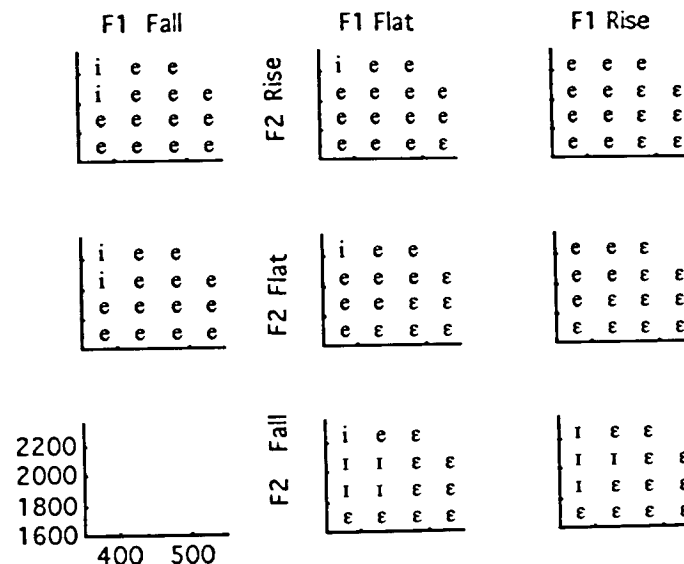 F1 Fall F1 Flat F1 Rise
F2 Rise
i e e
i e e e
e e e e
e e e e
i e e
e e e e
e e e e
e e e ɛ
e e e
e e ɛ ɛ
e e ɛ ɛ
e e ɛ ɛ
F2 Flat
i e e
i e e e
e e e e
e e e e
i e e
e e e ɛ
e e ɛ ɛ
e ɛ ɛ ɛ
e e ɛ
e e ɛ ɛ
e ɛ ɛ ɛ
ɛ ɛ ɛ ɛ
F2 Fall
2200
2000
1800
1600
400 500
i e ɛ
ɪ ɪ ɛ ɛ
ɪ ɪ ɛ ɛ
ɛ ɛ ɛ ɛ
ɪ ɛ ɛ
ɪ ɪ ɛ ɛ
ɪ ɛ ɛ ɛ
ɛ ɛ ɛ ɛ